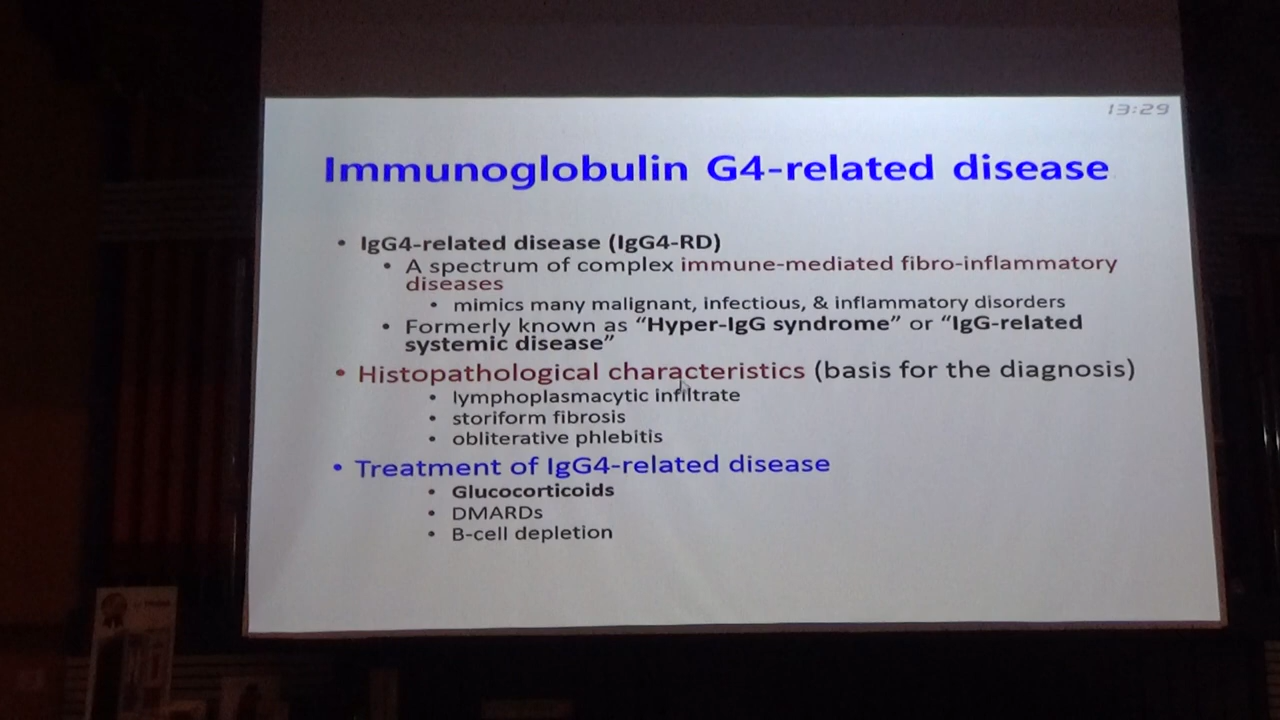 13:29
Immunoglobulin G4-related disease
• IgG4-related disease (IgG4-RD)
• A spectrum of complex immune-mediated fibro-inflammatory
diseases
• mimics many malignant, infectious, & inflammatory disorders
• Formerly known as “Hyper-IgG syndrome” or “IgG-related
systemic disease”
• Histopathological characteristics (basis for the diagnosis)
• lymphoplasmacytic infiltrate
• storiform fibrosis
• obliterative phlebitis
• Treatment of IgG4-related disease
• Glucocorticoids
• DMARDs
• B-cell depletion